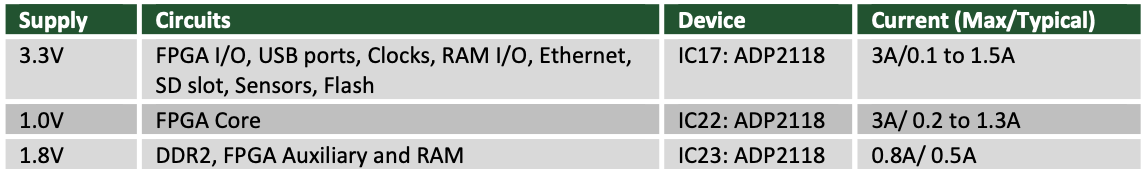 Supply Circuits Device Current (Max/Typical)
3.3V FPGA I/O, USB ports, Clocks, RAM I/O, Ethernet, IC17: ADP2118 3A/0.1 to 1.5A
SD slot, Sensors, Flash
1.0V FPGA Core IC22: ADP2118 3A/ 0.2 to 1.3A
1.8V DDR2, FPGA Auxiliary and RAM IC23: ADP2118 0.8A/ 0.5A